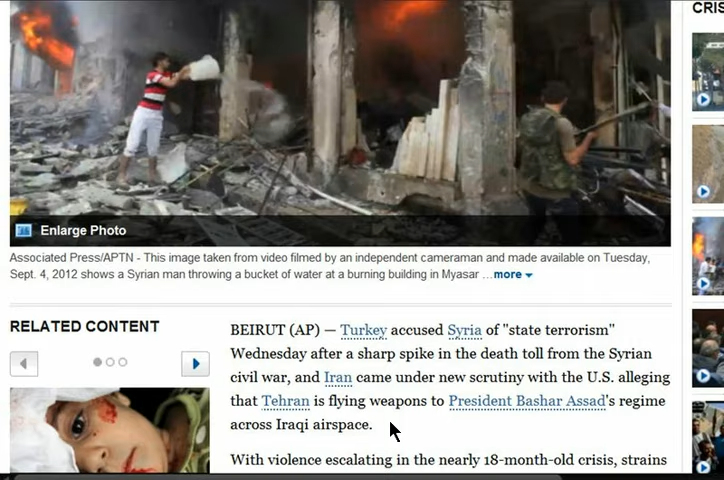 CRIS
Enlarge Photo
Associated Press/APTN - This image taken from video filmed by an independent cameraman and made available on Tuesday,
Sept. 4, 2012 shows a Syrian man throwing a bucket of water at a burning building in Myasar ...more
RELATED CONTENT
BEIRUT (AP) — Turkey accused Syria of "state terrorism"
Wednesday after a sharp spike in the death toll from the Syrian
civil war, and Iran came under new scrutiny with the U.S. alleging
that Tehran is flying weapons to President Bashar Assad's regime
across Iraqi airspace.
With violence escalating in the nearly 18-month-old crisis, strains